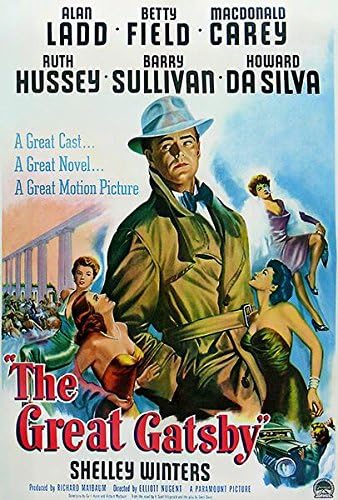 ALAN BETTY MACDONALD
LADD · FIELD · CAREY
RUTH BARRY HOWARD
HUSSEY · SULLIVAN · DA SILVA
A Great Cast...
A Great Novel...
A Great Motion Picture
"The
Great Gatsby"
SHELLEY WINTERS
Produced by RICHARD MAIBAUM · Directed by ELLIOTT NUGENT · A PARAMOUNT PICTURE